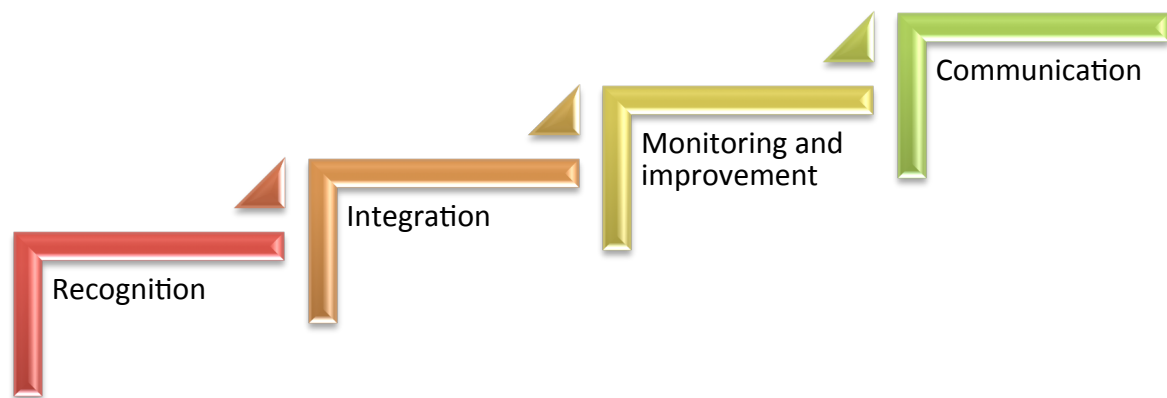 Communication
Monitoring and
improvement
Integration
Recognition